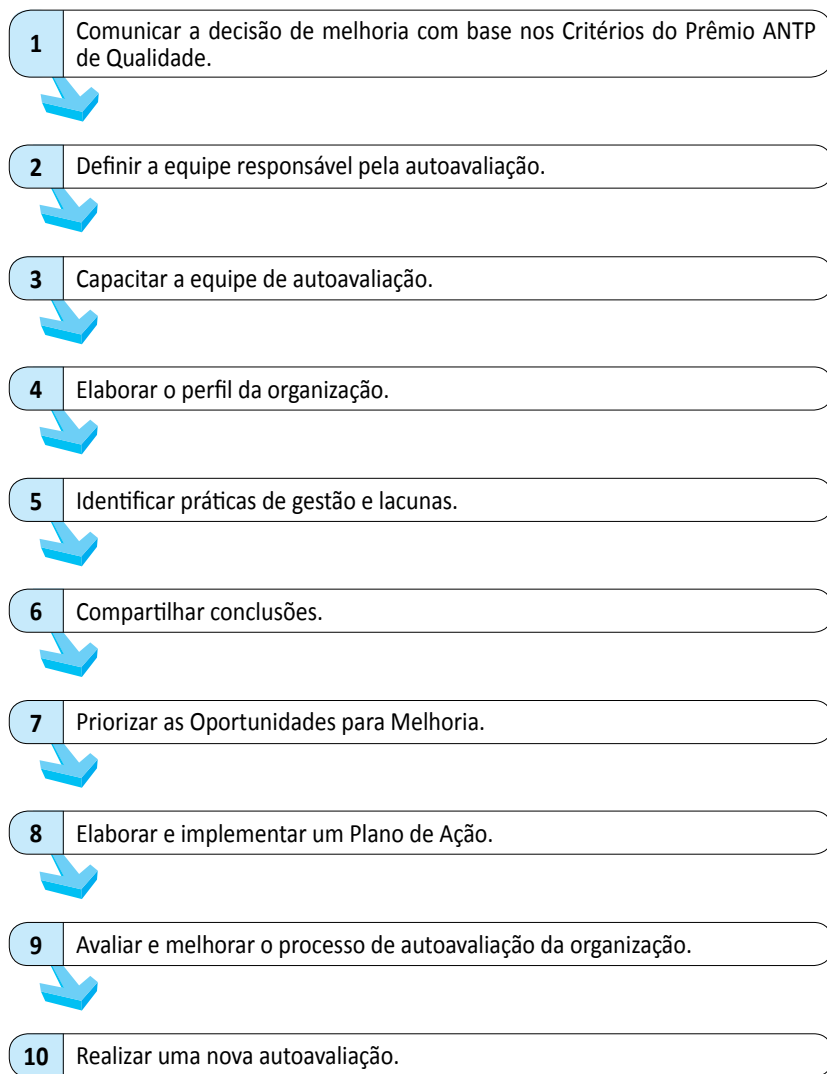 1 Comunicar a decisão de melhoria com base nos Critérios do Prêmio ANTP
de Qualidade.
2 Definir a equipe responsável pela autoavaliação.
3 Capacitar a equipe de autoavaliação.
4 Elaborar o perfil da organização.
5 Identificar práticas de gestão e lacunas.
6 Compartilhar conclusões.
7 Priorizar as Oportunidades para Melhoria.
8 Elaborar e implementar um Plano de Ação.
9 Avaliar e melhorar o processo de autoavaliação da organização.
10 Realizar uma nova autoavaliação.